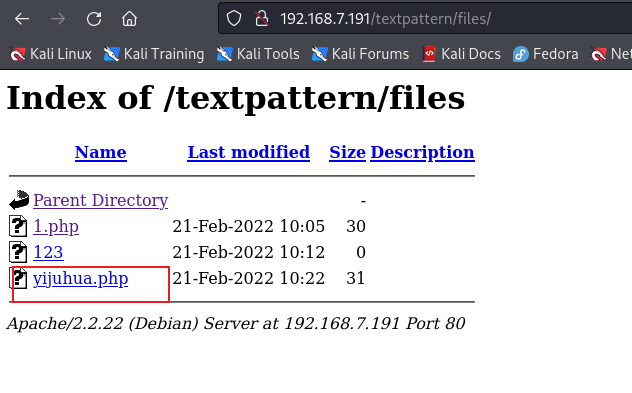 192.168.7.191/textpattern/files/
Kali Linux Kali Training Kali Tools Kali Forums Kali Docs Fedora Ne
Index of /textpattern/files
Name Last modified Size Description
Parent Directory -
1.php 21-Feb-2022 10:05 30
123 21-Feb-2022 10:12 0
yijuhua.php 21-Feb-2022 10:22 31
Apache/2.2.22 (Debian) Server at 192.168.7.191 Port 80